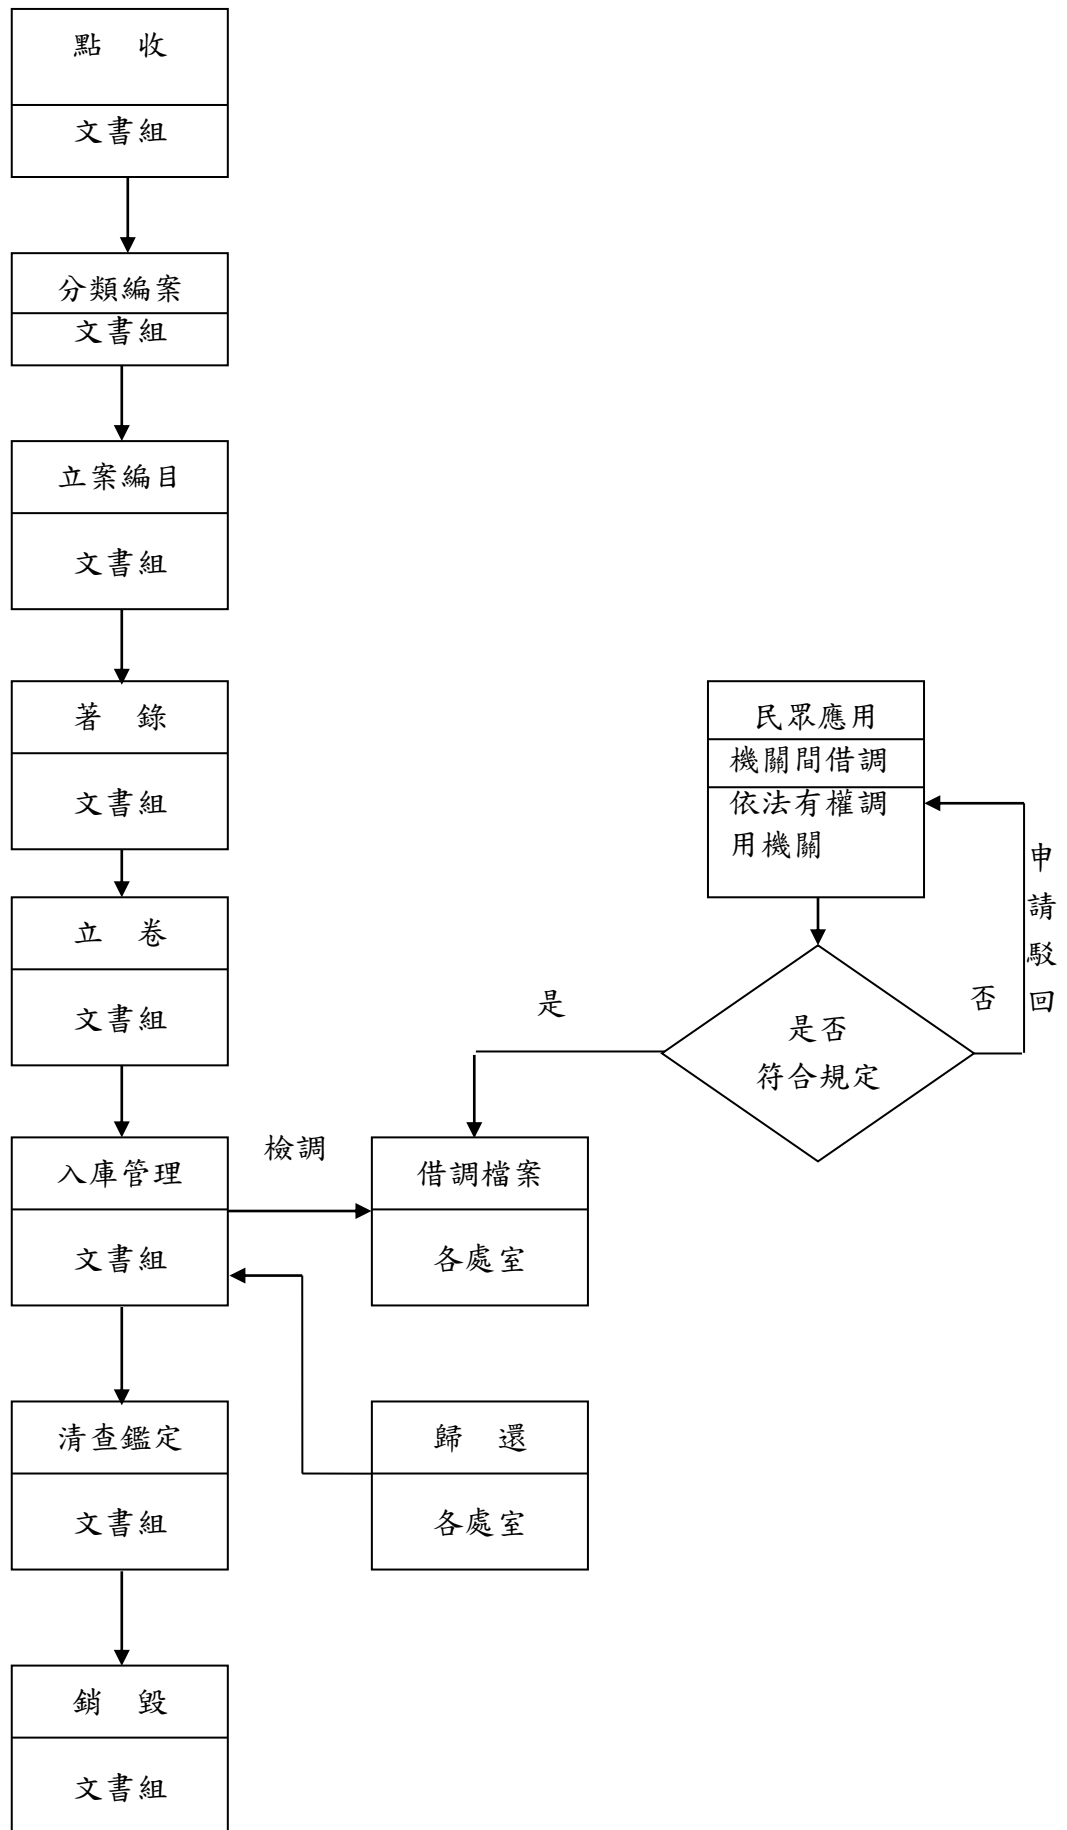 點　收
文書組
分類編案
文書組
立案編目
文書組
著　錄
文書組
立　卷
文書組
入庫管理
文書組
清查鑑定
文書組
銷　毀
文書組
檢調
借調檔案
各處室
歸　還
各處室
民眾應用
機關間借調
依法有權調
用機關
是否
符合規定
是
否
申請駁回